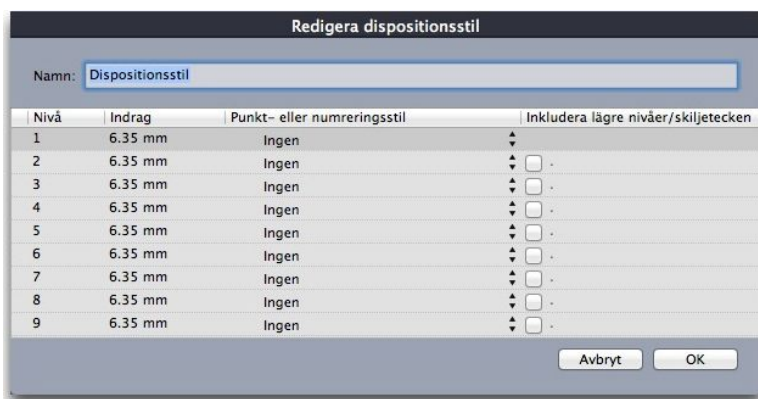 Redigera dispositionsstil
Namn: Dispositionsstil
Nivå Indrag Punkt- eller numreringsstil Inkludera lägre nivåer/skiljetecken
1 6.35 mm Ingen
2 6.35 mm Ingen .
3 6.35 mm Ingen .
4 6.35 mm Ingen .
5 6.35 mm Ingen .
6 6.35 mm Ingen .
7 6.35 mm Ingen .
8 6.35 mm Ingen .
9 6.35 mm Ingen .
Avbryt OK